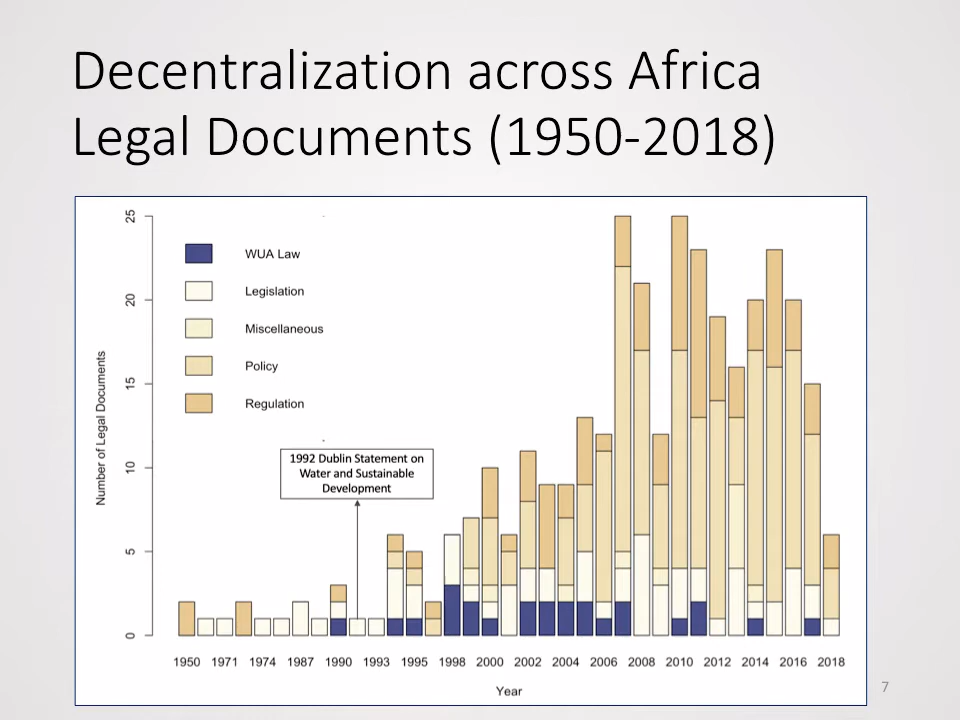 Decentralization across Africa
Legal Documents (1950-2018)
25
20
15
10
5
0
Number of Legal Documents
WUA Law
Legislation
Miscellaneous
Policy
Regulation
1992 Dublin Statement on
Water and Sustainable
Development
1950 1971 1974 1987 1990 1993 1995 1998 2000 2002 2004 2006 2008 2010 2012 2014 2016 2018
Year
7